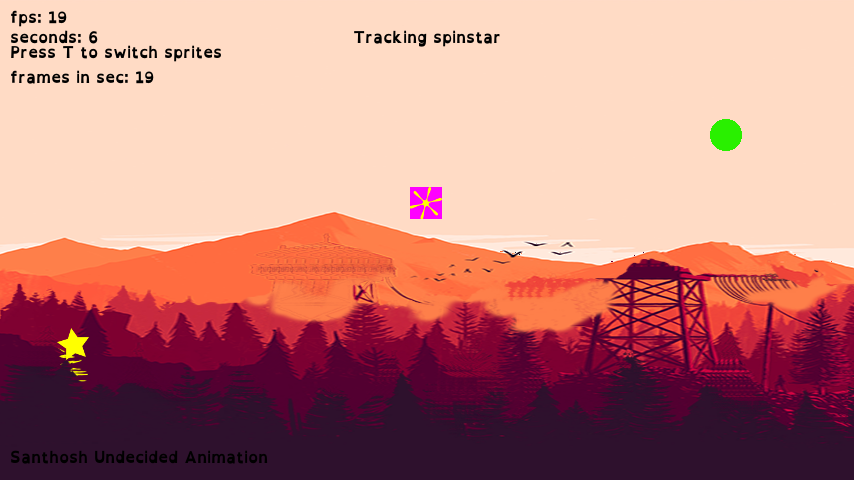 fps: 19
seconds: 6
Tracking spinstar
Press T to switch sprites
frames in sec: 19
Santhosh Undecided Animation